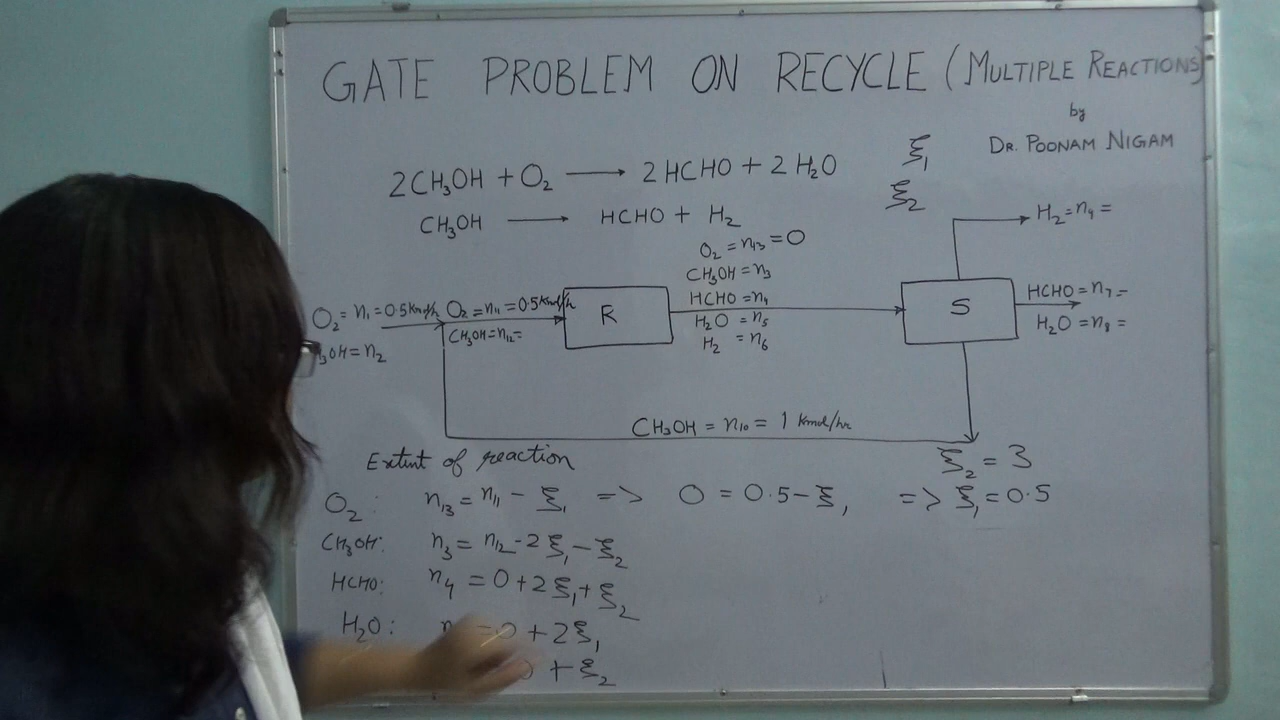 GATE PROBLEM ON RECYCLE (MULTIPLE REACTIONS)
by
DR. POONAM NIGAM
2CH₃OH + O₂ → 2HCHO + 2H₂O ξ₁
CH₃OH → HCHO + H₂ ξ₂
O₂ = n₁₃ = 0
CH₃OH = n₃
HCHO = n₄
H₂O = n₅
H₂ = n₆
O₂ = n₁ = 0.5 Kmol/h
₃OH = n₂
O₂ = n₁₁ = 0.5 Kmol/h
CH₃OH = n₁₂ =
R
S
H₂ = n₉ =
HCHO = n₇ =
H₂O = n₈ =
CH₃OH = n₁₀ = 1 Kmol/hr
Extent of reaction
ξ₂ = 3
O₂: n₁₃ = n₁₁ - ξ₁ => 0 = 0.5 - ξ₁ => ξ₁ = 0.5
CH₃OH: n₃ = n₁₂ - 2ξ₁ - ξ₂
HCHO: n₄ = 0 + 2ξ₁ + ξ₂
H₂O: n = 0 + 2ξ₁
0 + ξ₂